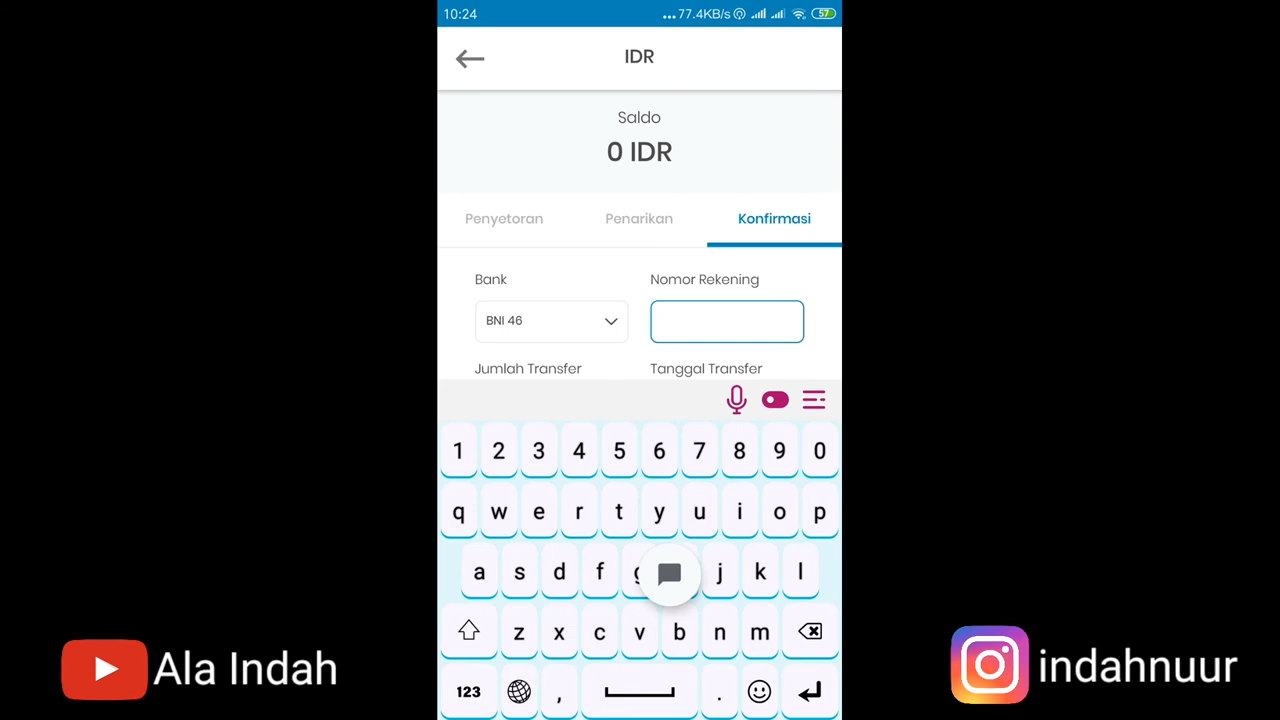 10:24
77.4KB/s
57
IDR
Saldo
0 IDR
Penyetoran Penarikan Konfirmasi
Bank Nomor Rekening
BNI 46
Jumlah Transfer Tanggal Transfer
1 2 3 4 5 6 7 8 9 0
q w e r t y u i o p
a s d f g j k l
z x c v b n m
123 , .
Ala Indah
indahnuur